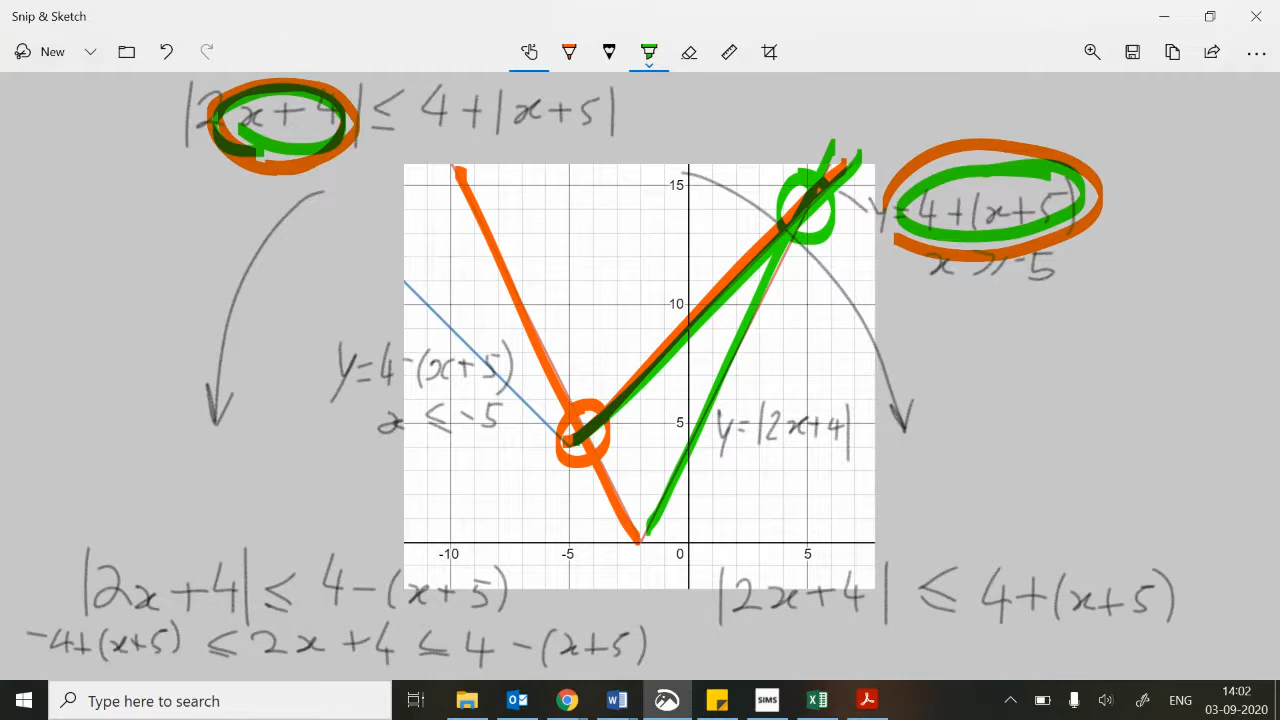 Snip & Sketch
New
|2x+4| ≤ 4+|x+5|
15
y=4+(x+5)
x ≥ -5
10
y=4-(x+5)
x ≤ -5
5
y=|2x+4|
-10 -5 0 5
|2x+4| ≤ 4-(x+5)
|2x+4| ≤ 4+(x+5)
-4+(x+5) ≤ 2x+4 ≤ 4-(x+5)
Type here to search
SIMS
ENG
14:02
03-09-2020